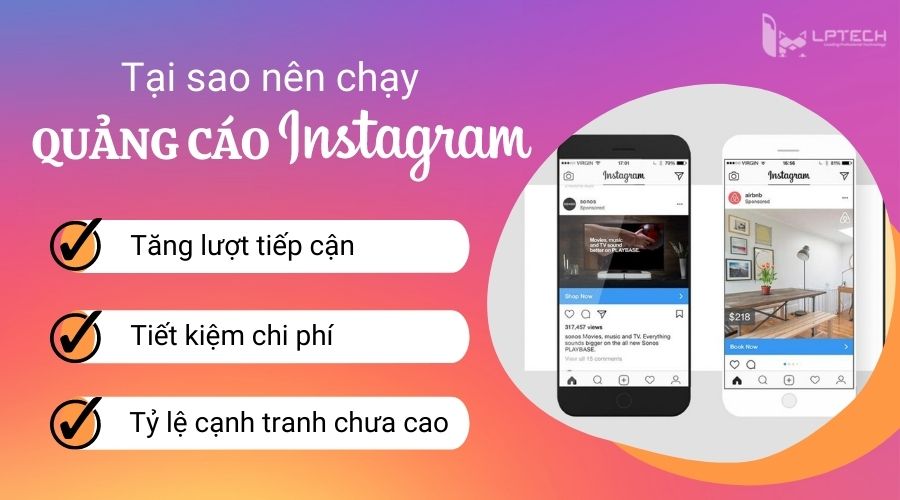 LPTECH
Leading Professional Technology
Tại sao nên chạy
QUẢNG CÁO Instagram
Tăng lượt tiếp cận
Tiết kiệm chi phí
Tỷ lệ cạnh tranh chưa cao
VIRGIN 17:01 79%
Instagram
sonos
Sponsored
Movies, music
and TV sound
better on PLAYBASE.
Shop Now
317,457 views
sonos Movies, music and TV. Everything
sounds bigger on the all new Sonos
PLAYBASE.
View all 15 comments
VIRGIN 16:56 81%
Instagram
airbnb
Sponsored
$218
Book Now